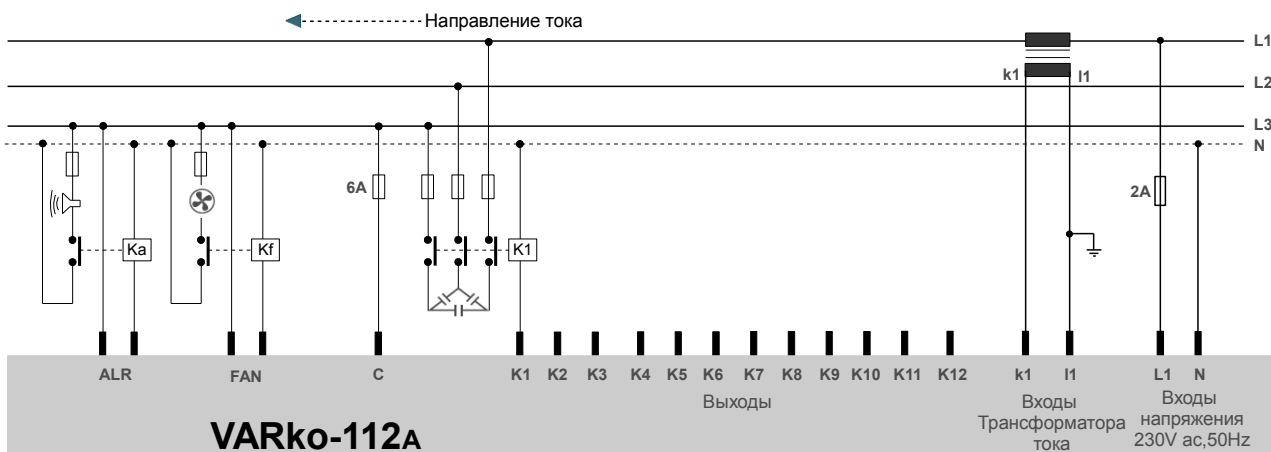 Направление тока
L1
k1 l1
L2
L3
N
6A
2A
Ka
Kf
K1
ALR FAN C K1 K2 K3 K4 K5 K6 K7 K8 K9 K10 K11 K12 k1 l1 L1 N
Выходы
Входы
Трансформатора
тока
Входы
напряжения
230V ac,50Hz
VARko-112A